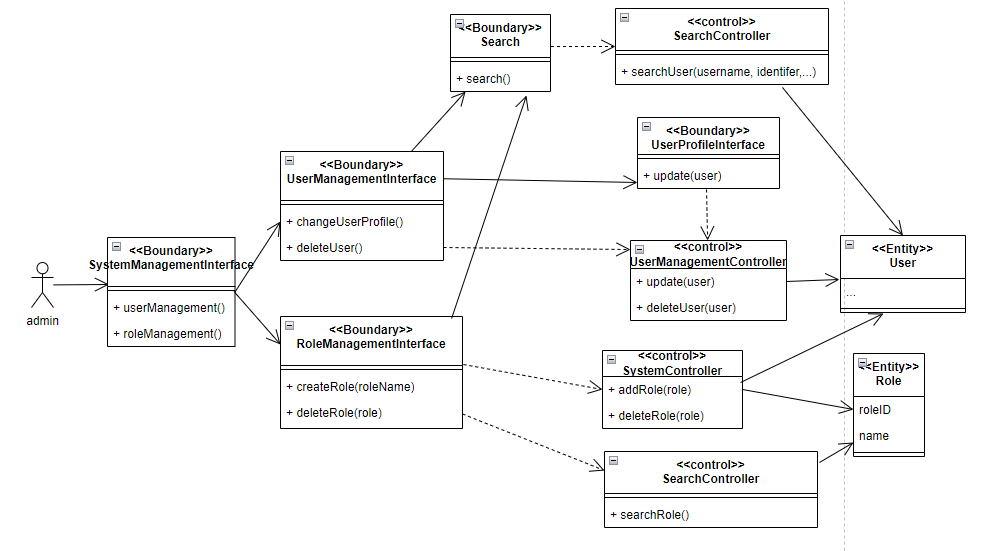 admin
<<Boundary>>
SystemManagementInterface
+ userManagement()
+ roleManagement()
<<Boundary>>
UserManagementInterface
+ changeUserProfile()
+ deleteUser()
<<Boundary>>
RoleManagementInterface
+ createRole(roleName)
+ deleteRole(role)
<<Boundary>>
Search
+ search()
<<control>>
SearchController
+ searchUser(username, identifer,...)
<<Boundary>>
UserProfileInterface
+ update(user)
<<control>>
UserManagementController
+ update(user)
+ deleteUser(user)
<<control>>
SystemController
+ addRole(role)
+ deleteRole(role)
<<control>>
SearchController
+ searchRole()
<<Entity>>
User
...
<<Entity>>
Role
roleID
name